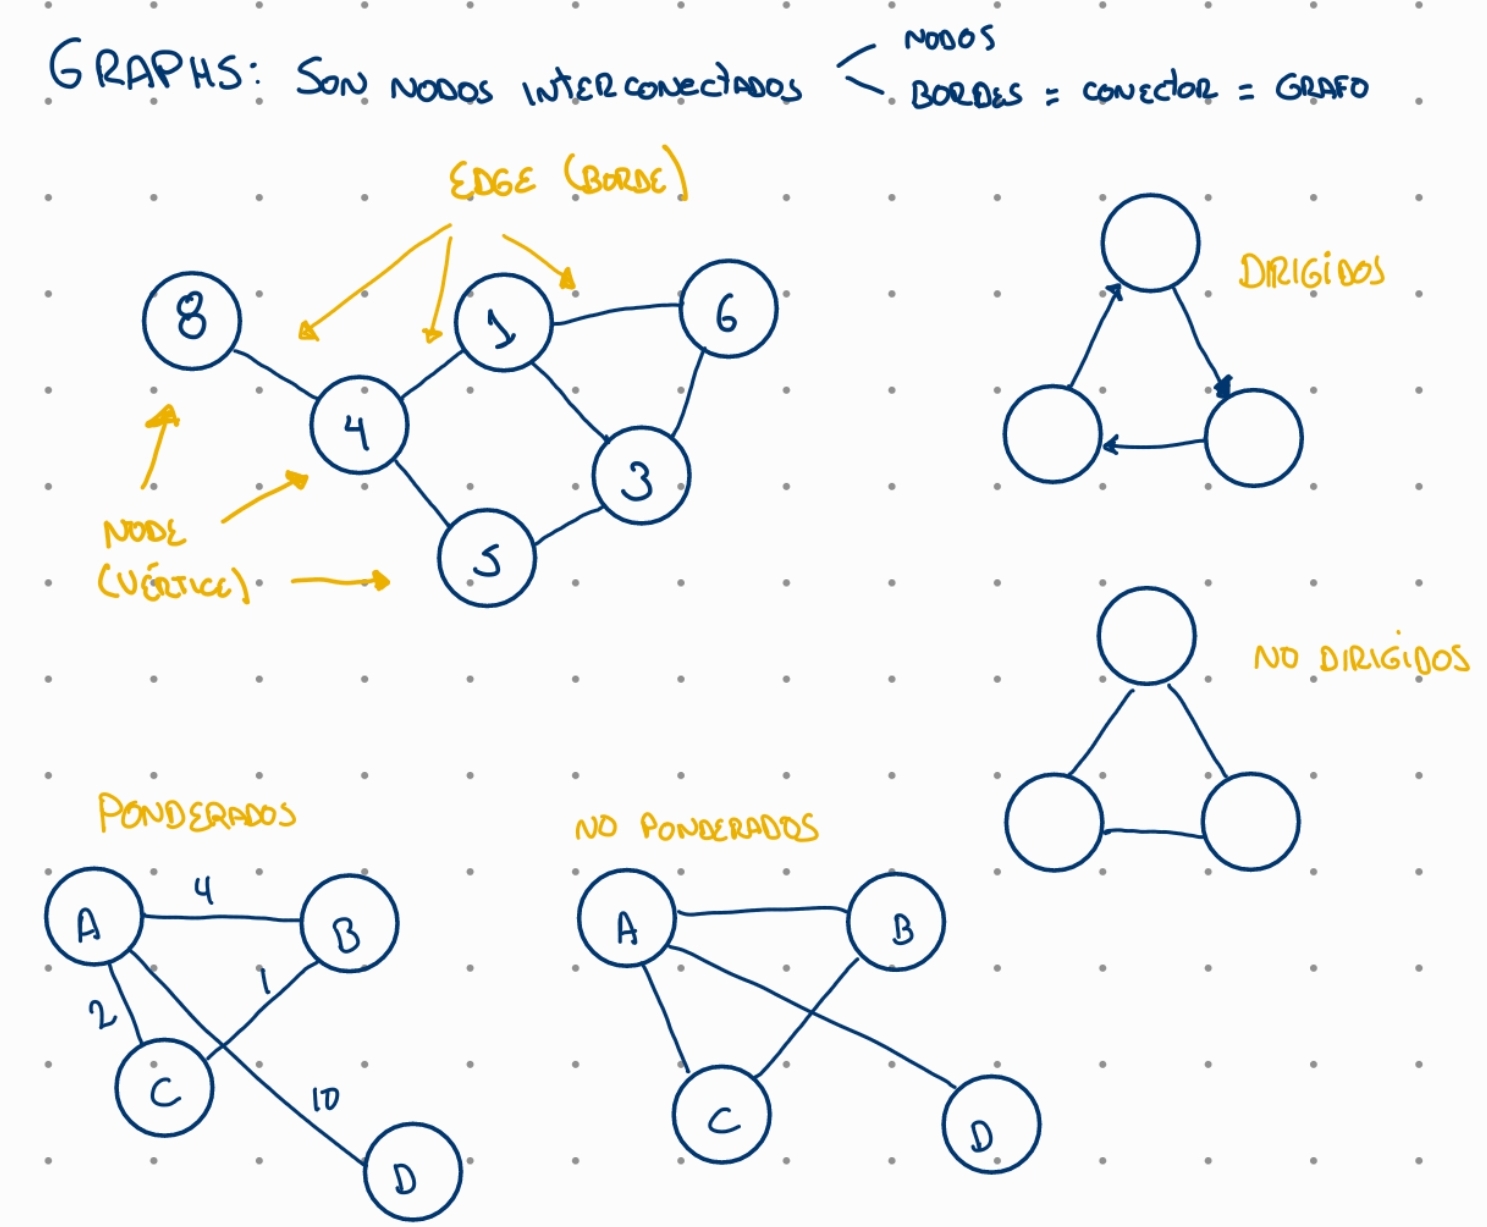 GRAPHS: SON NODOS INTERCONECTADOS
NODOS
BORDES = CONECTOR = GRAFO
EDGE (BORDE)
DIRIGIDOS
8
1
6
4
3
5
NODE
(VÉRTICE)
NO DIRIGIDOS
PONDERADOS
NO PONDERADOS
4
A
B
1
2
C
10
D
A
B
C
D